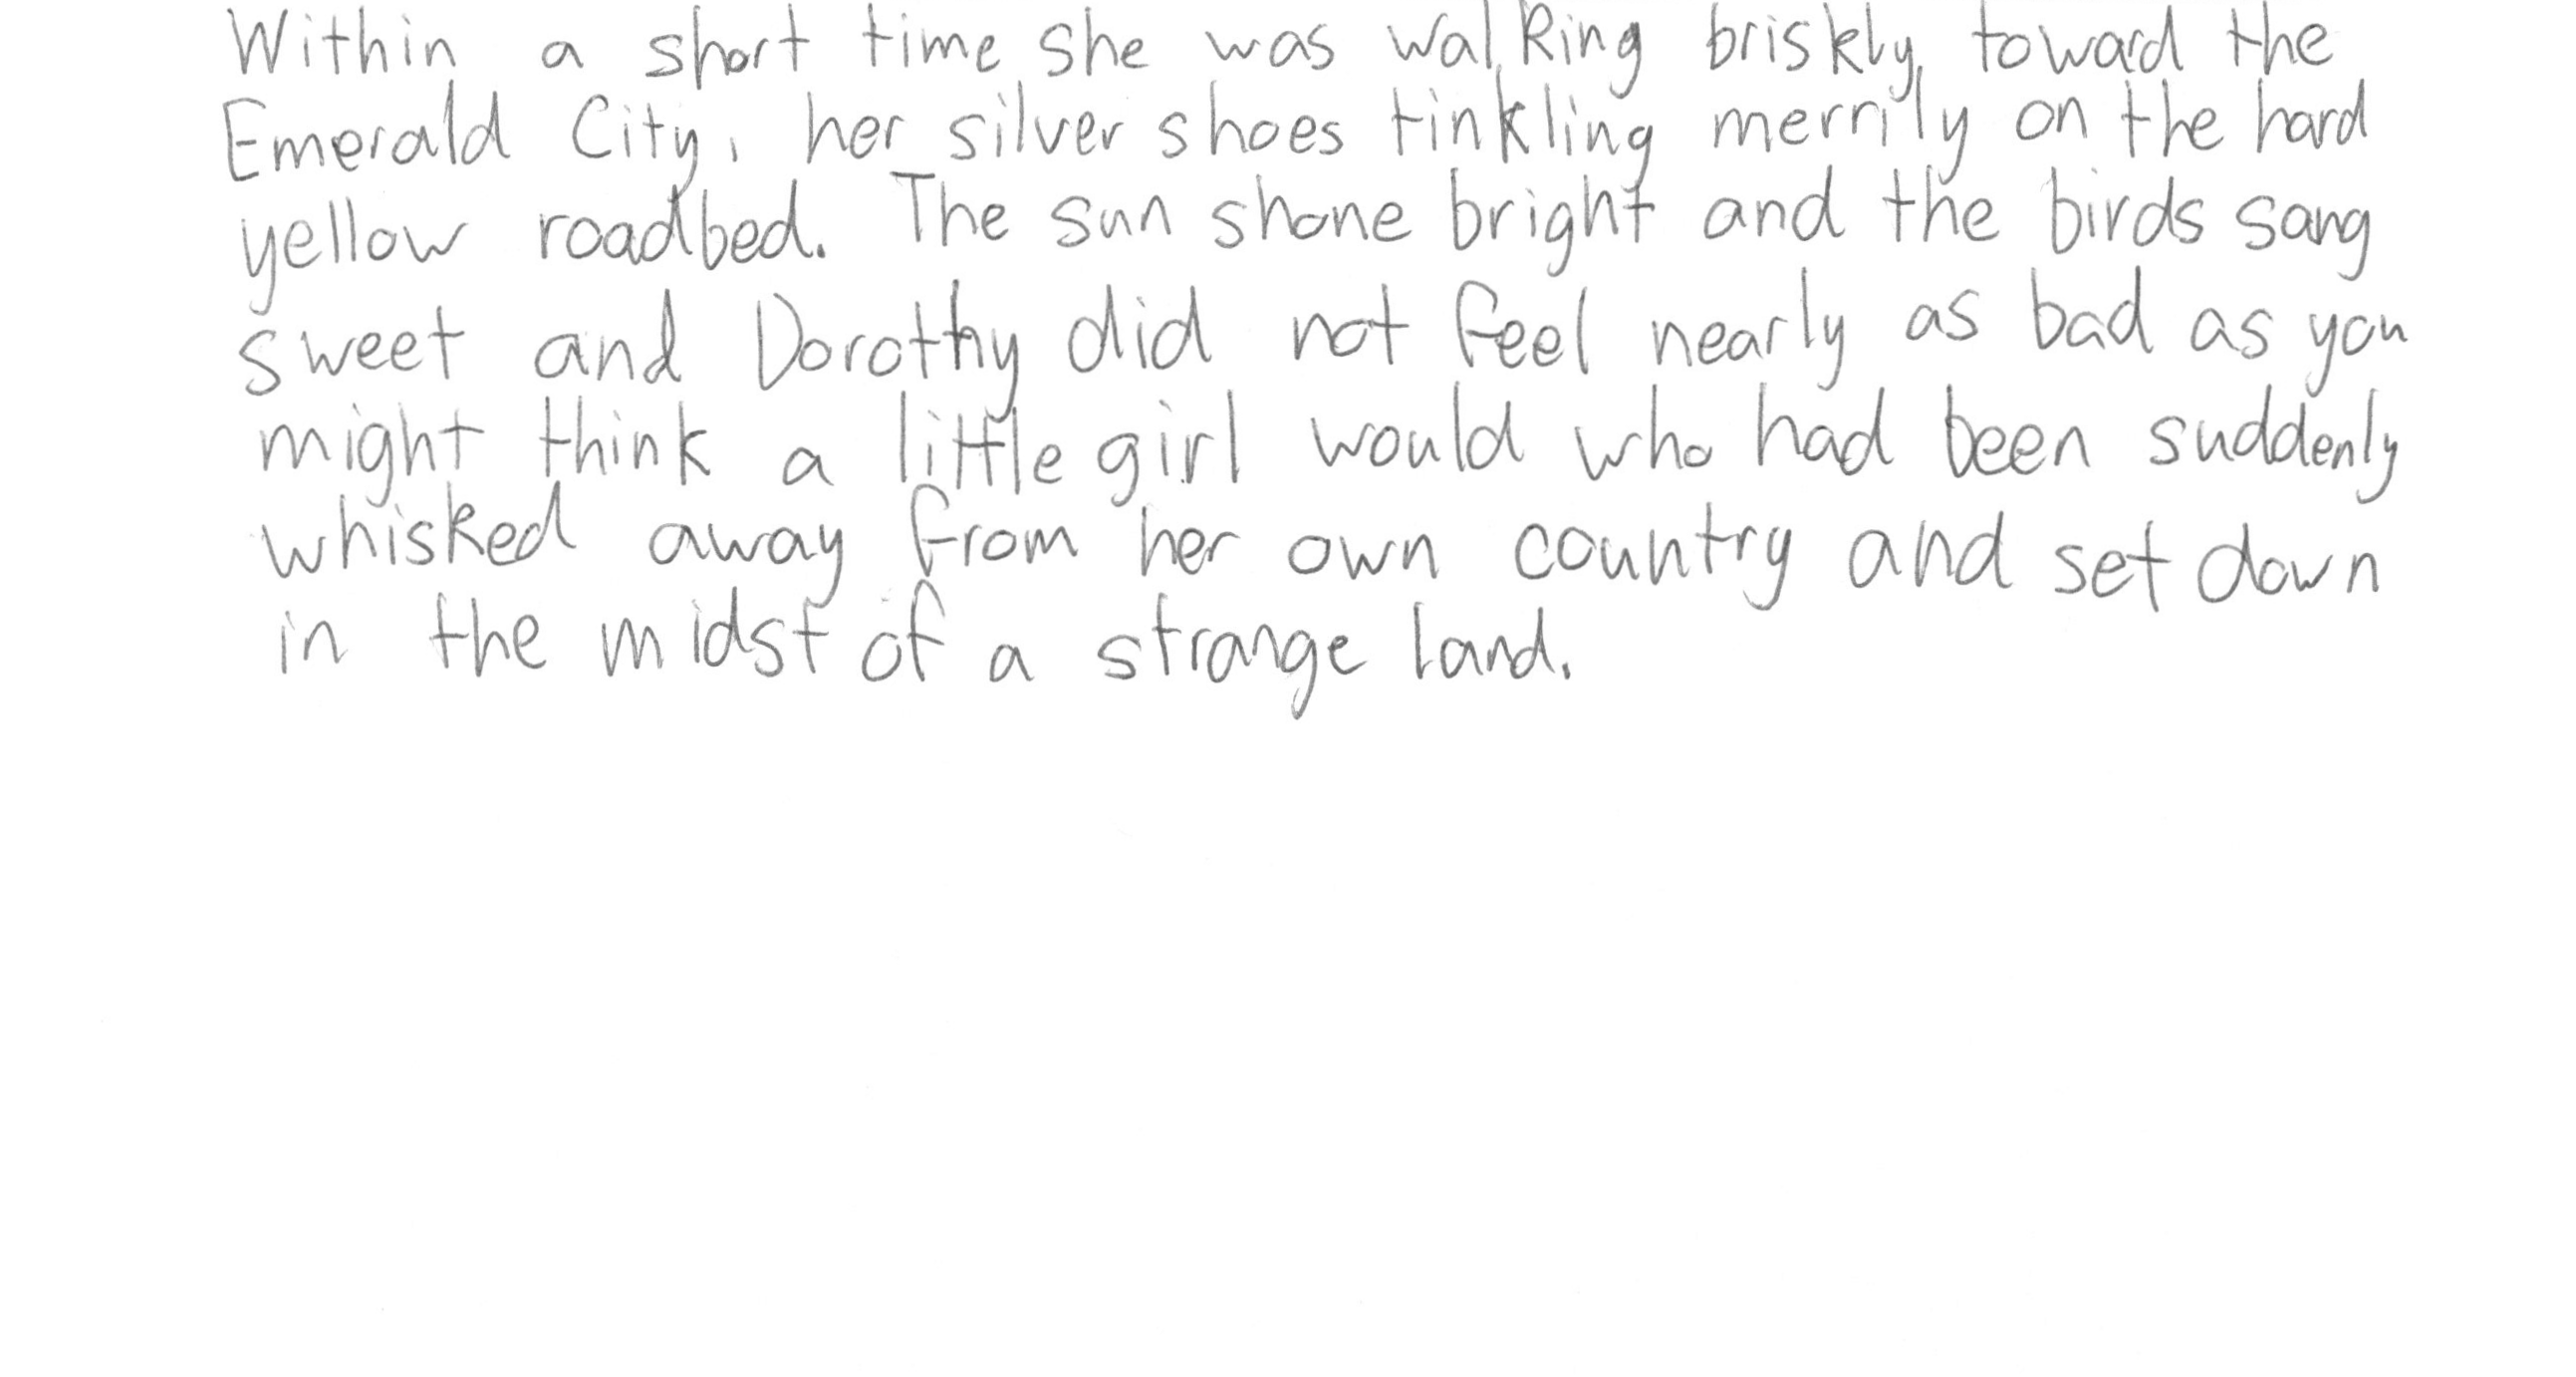 Within a short time she was walking briskly toward the
Emerald City, her silver shoes tinkling merrily on the hard
yellow roadbed. The sun shone bright and the birds sang
sweet and Dorothy did not feel nearly as bad as you
might think a little girl would who had been suddenly
whisked away from her own country and set down
in the midst of a strange land.